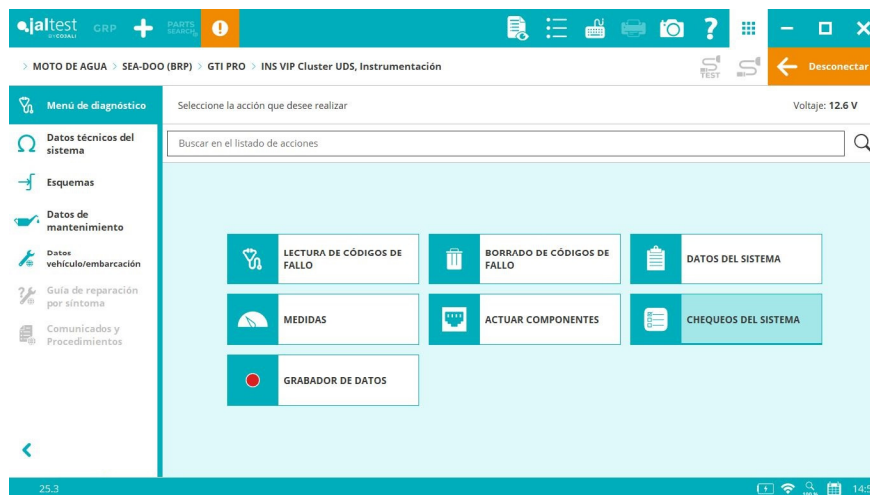 jaltest GRP PARTS SEARCH
BY COJALI
MOTO DE AGUA > SEA-DOO (BRP) > GTI PRO > INS VIP Cluster UDS, Instrumentación
TEST
Desconectar
Menú de diagnóstico
Seleccione la acción que desee realizar
Voltaje: 12.6 V
Datos técnicos del
sistema
Buscar en el listado de acciones
Esquemas
Datos de
mantenimiento
Datos
vehículo/embarcación
Guía de reparación
por síntoma
Comunicados y
Procedimientos
LECTURA DE CÓDIGOS DE
FALLO
BORRADO DE CÓDIGOS DE
FALLO
DATOS DEL SISTEMA
MEDIDAS
ACTUAR COMPONENTES
CHEQUEOS DEL SISTEMA
GRABADOR DE DATOS
25.3
100 %